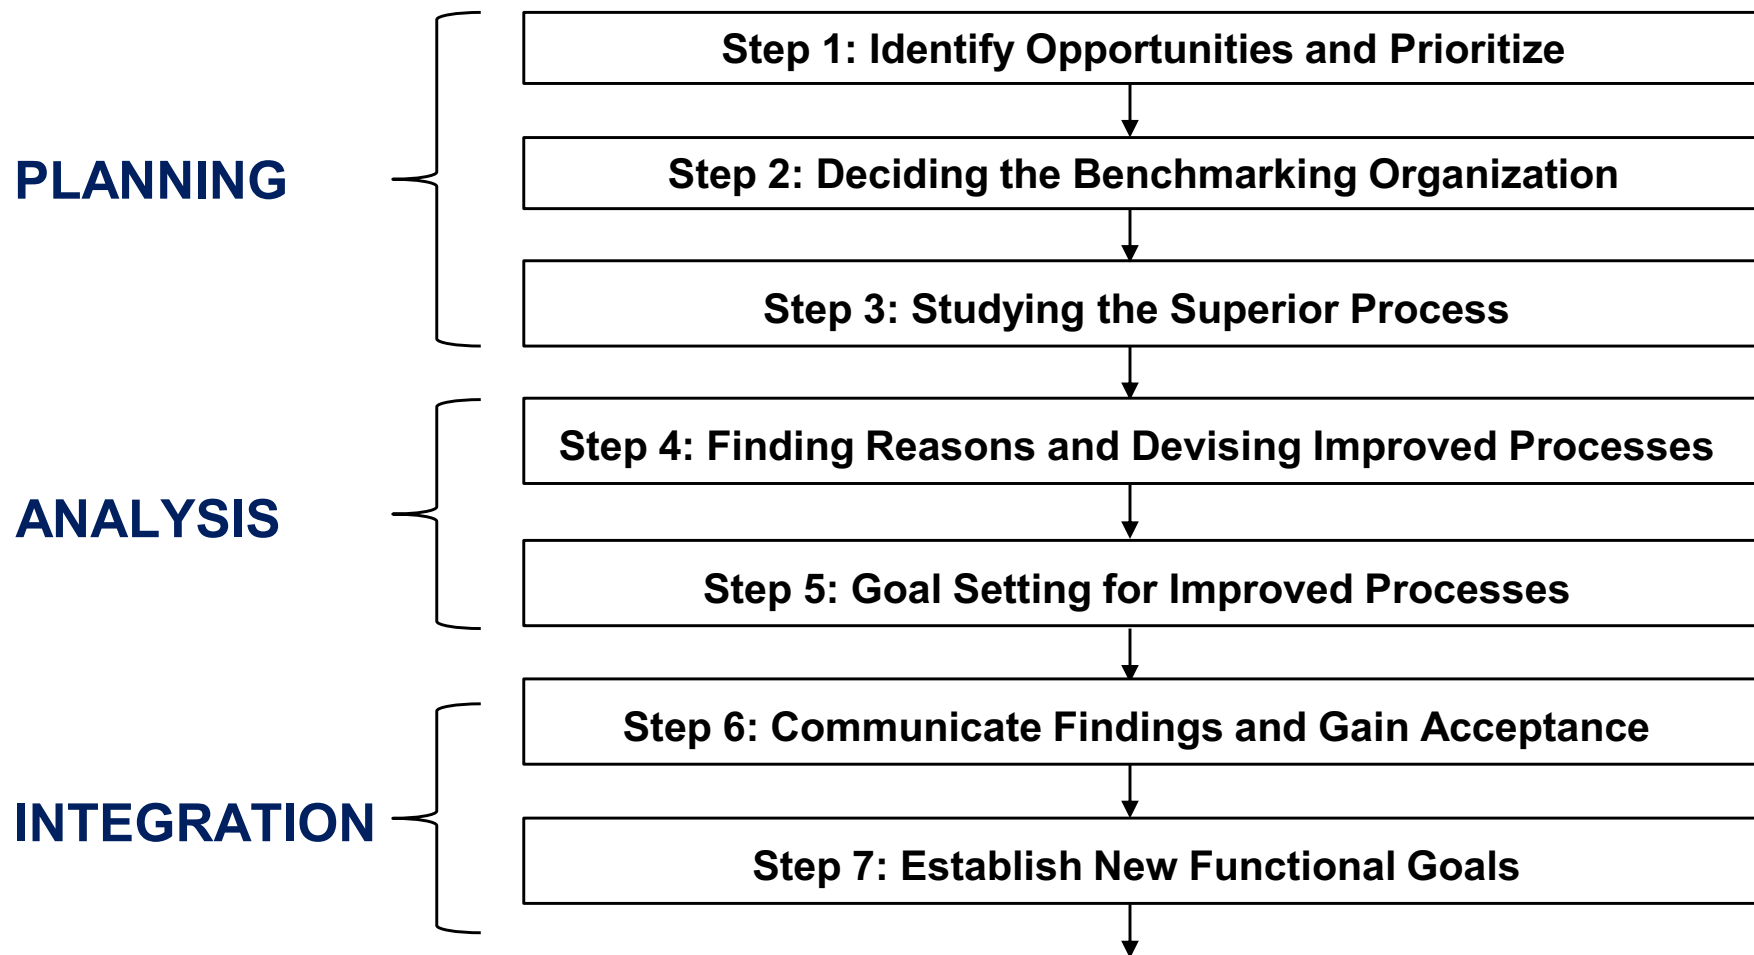 Step 1: Identify Opportunities and Prioritize
PLANNING
Step 2: Deciding the Benchmarking Organization
Step 3: Studying the Superior Process
Step 4: Finding Reasons and Devising Improved Processes
ANALYSIS
Step 5: Goal Setting for Improved Processes
Step 6: Communicate Findings and Gain Acceptance
INTEGRATION
Step 7: Establish New Functional Goals